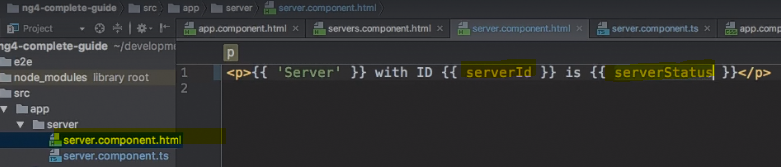 ng4-complete-guide src app server server.component.html
Project
app.component.html servers.component.html server.component.html server.component.ts app.co
ng4-complete-guide ~/developm
p
e2e
1 <p>{{ 'Server' }} with ID {{ serverId }} is {{ serverStatus }}</p>
node_modules library root
2
src
app
server
server.component.html
server.component.ts